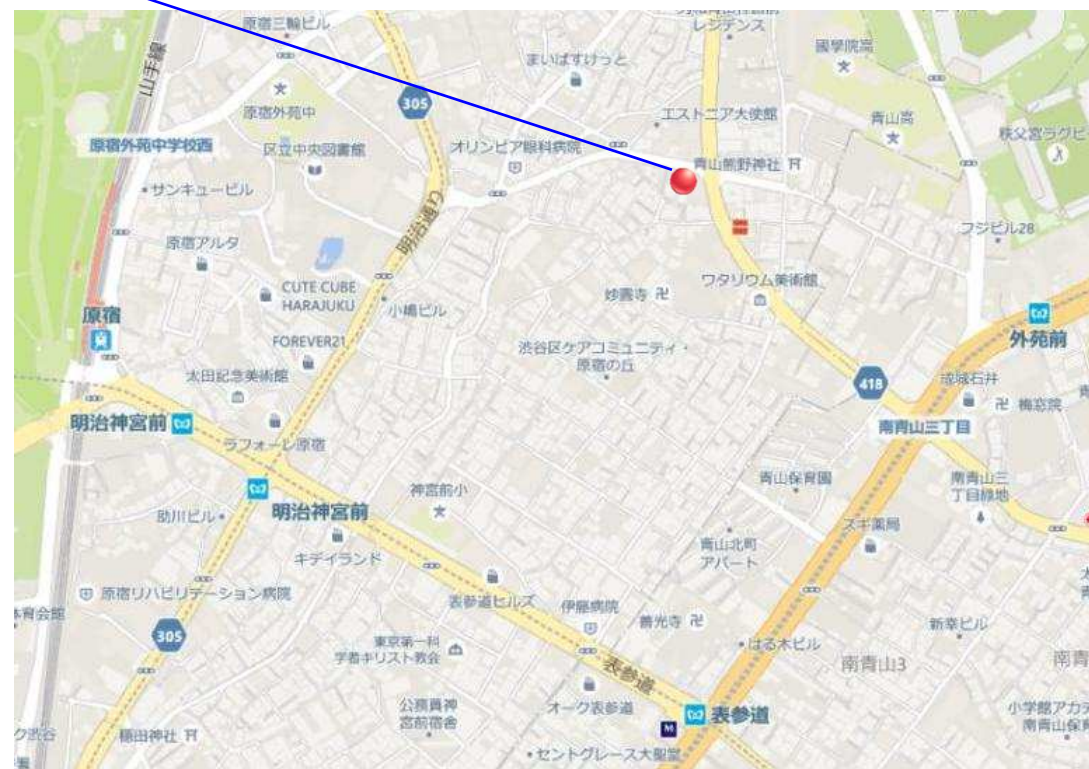 原宿三輪ビル
レジデンス
國學院高
まいばすけっと
山手線
305
原宿外苑中
エストニア大使館
青山高
秩父宮ラグビ
原宿外苑中学校西
区立中央図書館
オリンピア眼科病院
青山熊野神社
サンキュービル
明治通り
フジビル28
原宿アルタ
ワタリウム美術館
CUTE CUBE
HARAJUKU
妙圓寺
小嶋ビル
原宿
外苑前
FOREVER21
渋谷区ケアコミュニティ・
原宿の丘
太田記念美術館
418
成城石井
梅窓院
明治神宮前
南青山三丁目
ラフォーレ原宿
青山保育園
南青山三
丁目緑地
神宮前小
明治神宮前
助川ビル
スギ薬局
キデイランド
青山北町
アパート
原宿リハビリテーション病院
表参道ヒルズ
伊藤病院
善光寺
体育会館
305
新幸ビル
東京第一科
学者キリスト教会
はる木ビル
表参道
南青山3
南青
公務員神
宮前宿舎
オーク表参道
表参道
小学館アカデ
南青山保育
ク渋谷
穏田神社
M
セントグレース大聖堂